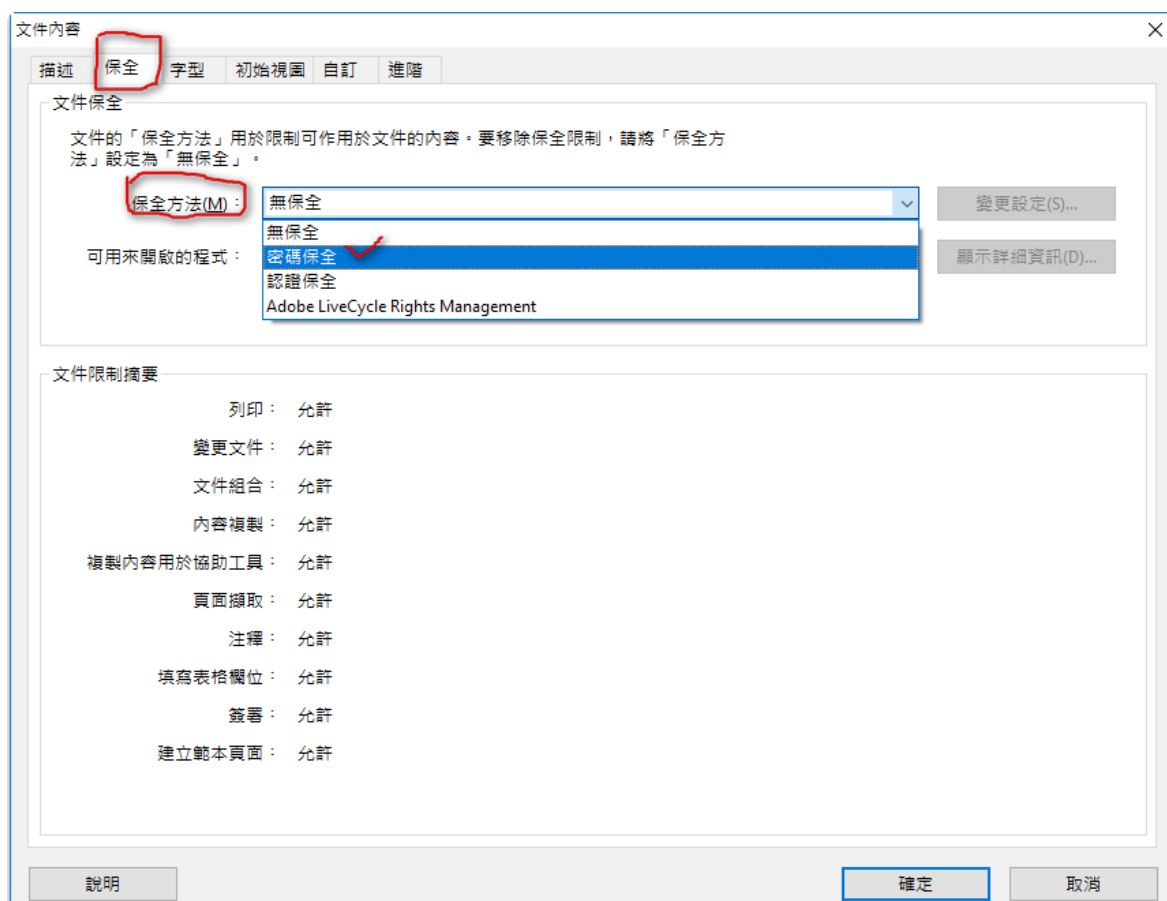 文件內容
描述 保全 字型 初始視圖 自訂 進階
文件保全
文件的「保全方法」用於限制可作用於文件的內容。要移除保全限制，請將「保全方
法」設定為「無保全」。
保全方法(M)： 無保全 變更設定(S)...
無保全
可用來開啟的程式： 密碼保全 顯示詳細資訊(D)...
認證保全
Adobe LiveCycle Rights Management
文件限制摘要
列印： 允許
變更文件： 允許
文件組合： 允許
內容複製： 允許
複製內容用於協助工具： 允許
頁面擷取： 允許
注釋： 允許
填寫表格欄位： 允許
簽署： 允許
建立範本頁面： 允許
說明 確定 取消